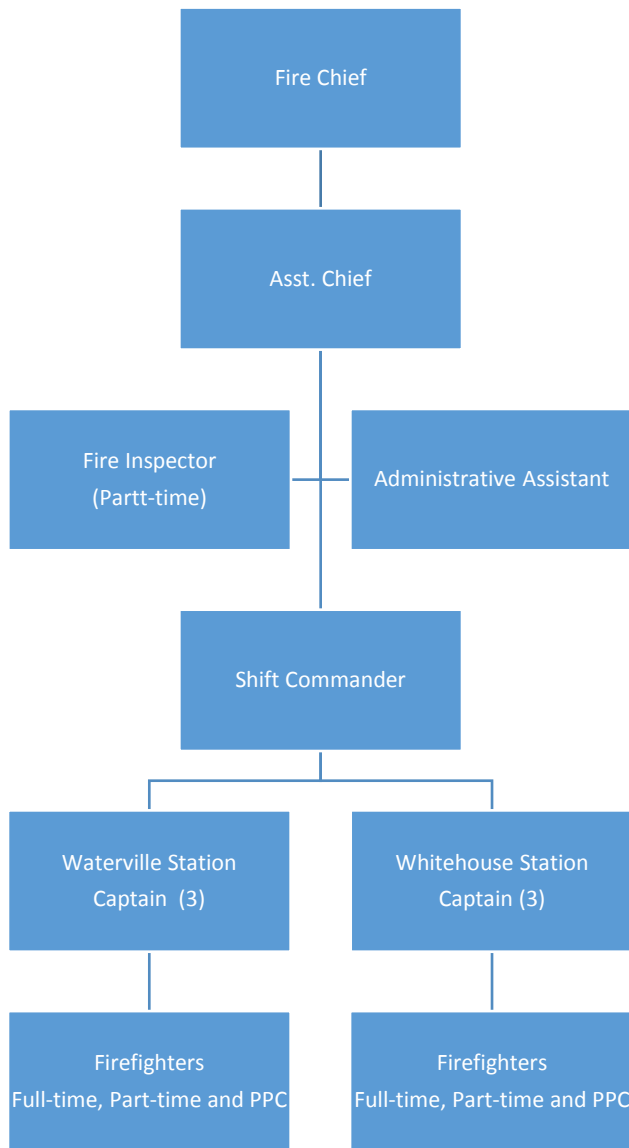 Fire Chief
Asst. Chief
Fire Inspector
(Partt-time)
Administrative Assistant
Shift Commander
Waterville Station
Captain  (3)
Whitehouse Station
Captain (3)
Firefighters
Full-time, Part-time and PPC
Firefighters
Full-time, Part-time and PPC